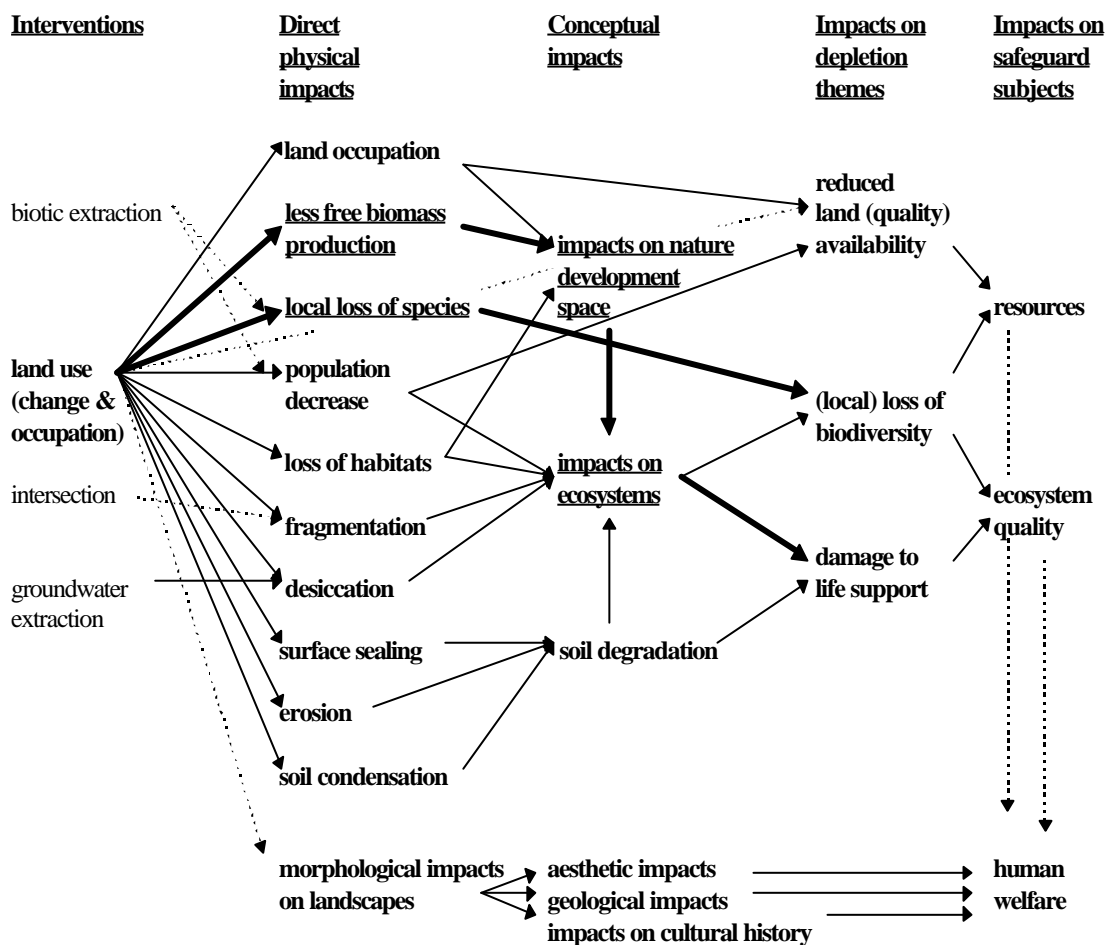 Interventions
Direct
physical
impacts
Conceptual
impacts
Impacts on
depletion
themes
Impacts on
safeguard
subjects
land occupation
biotic extraction
less free biomass
production
reduced
land (quality)
availability
impacts on nature
development
space
local loss of species
resources
land use
(change &
occupation)
population
decrease
(local) loss of
biodiversity
loss of habitats
impacts on
ecosystems
intersection
fragmentation
ecosystem
quality
groundwater
extraction
desiccation
damage to
life support
surface sealing
soil degradation
erosion
soil condensation
morphological impacts
on landscapes
aesthetic impacts
geological impacts
impacts on cultural history
human
welfare